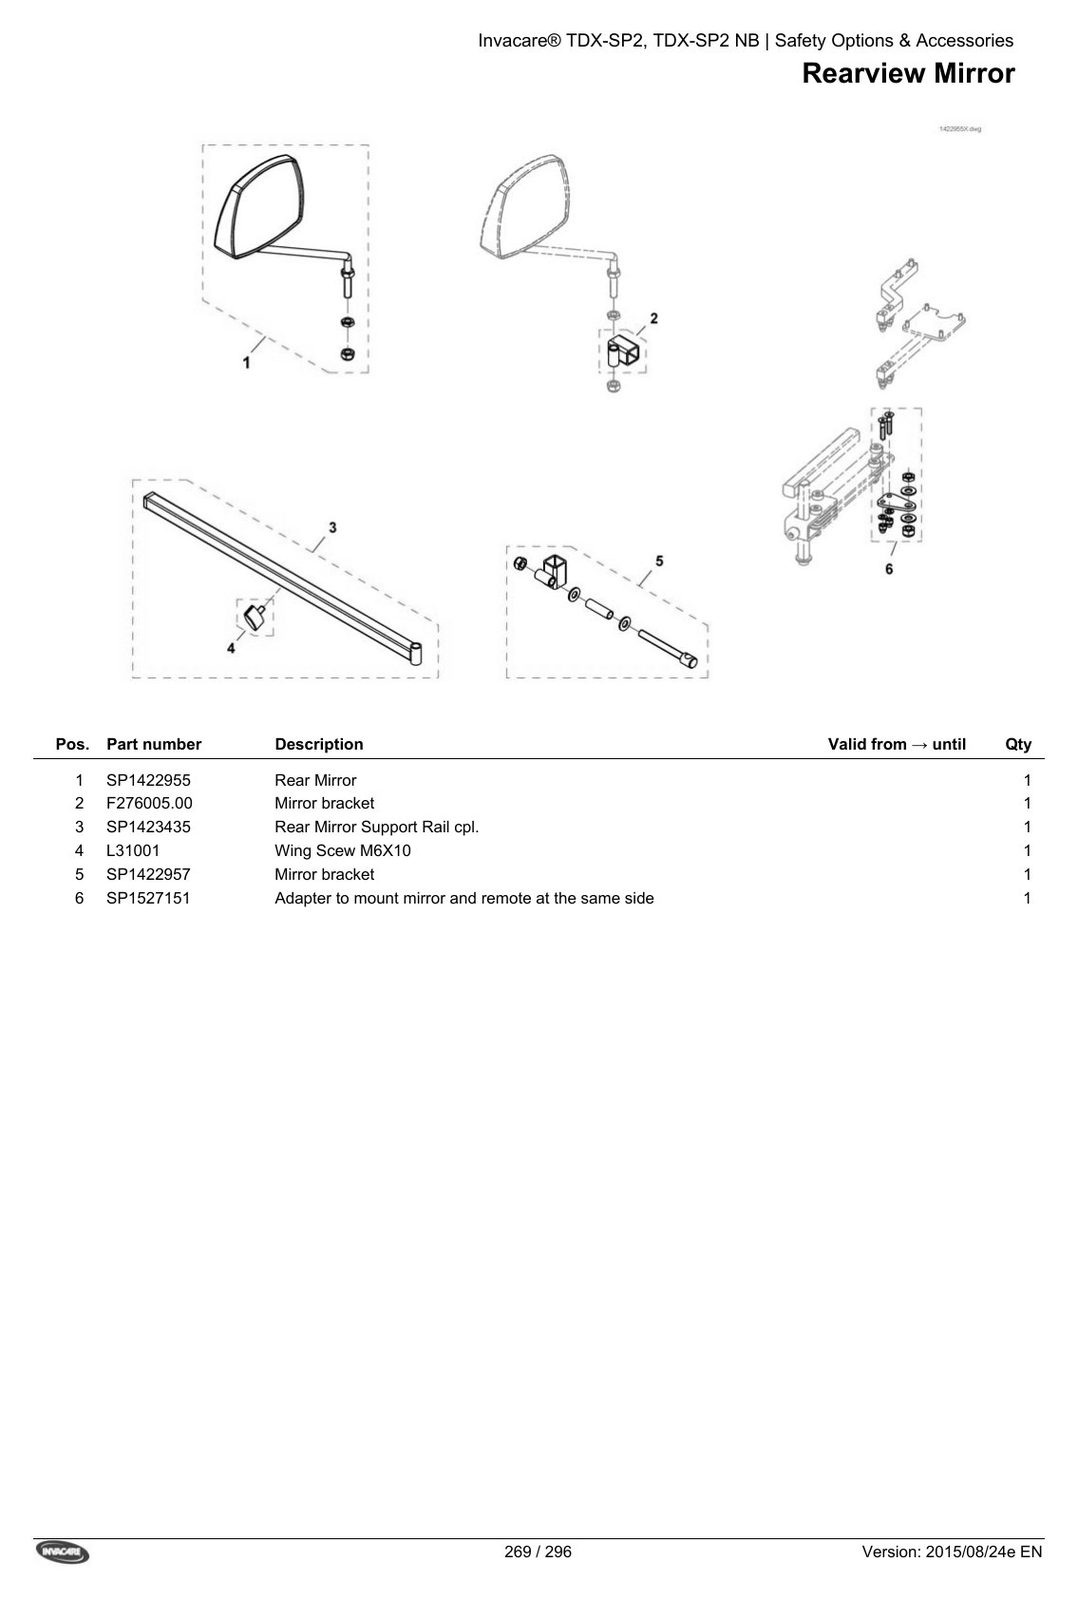 Invacare® TDX-SP2, TDX-SP2 NB | Safety Options & Accessories
Rearview Mirror
1422955X.dwg
1
2
3
4
5
6
Pos. Part number Description Valid from → until Qty
1 SP1422955 Rear Mirror 1
2 F276005.00 Mirror bracket 1
3 SP1423435 Rear Mirror Support Rail cpl. 1
4 L31001 Wing Scew M6X10 1
5 SP1422957 Mirror bracket 1
6 SP1527151 Adapter to mount mirror and remote at the same side 1
INVACARE 269 / 296 Version: 2015/08/24e EN